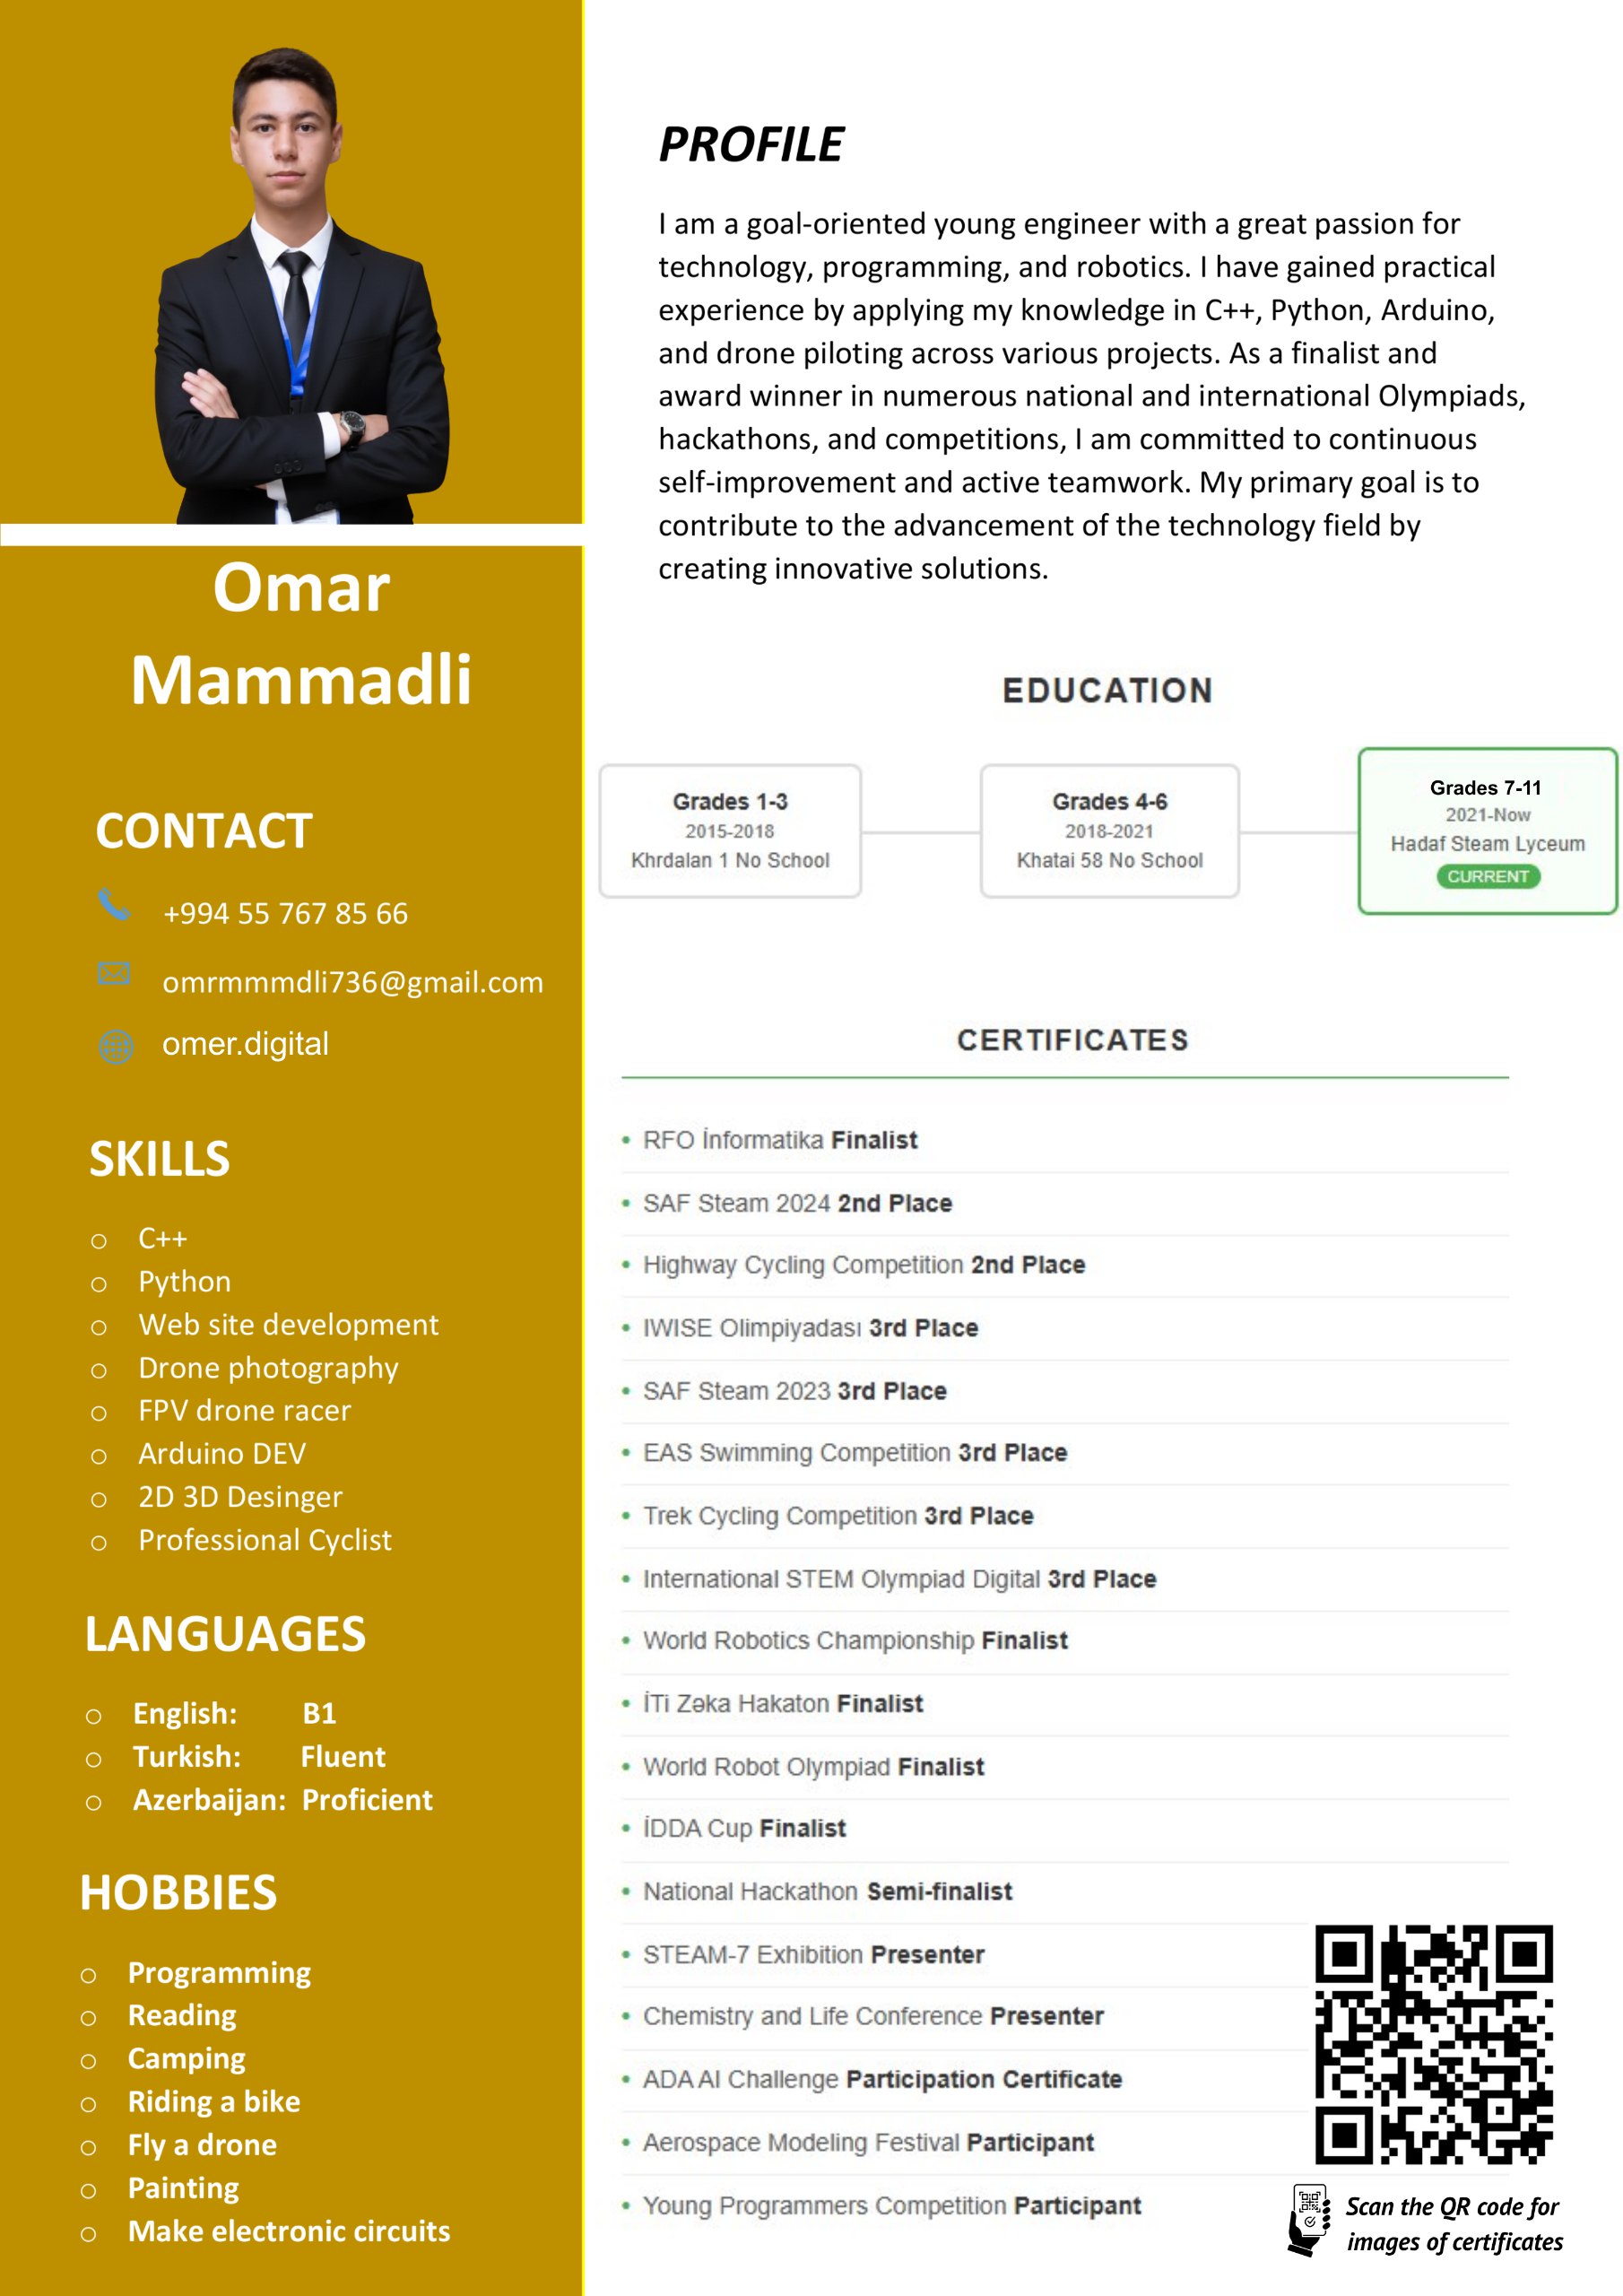 Omar
Mammadli
CONTACT
+994 55 767 85 66
omrmmmdli736@gmail.com
omer.digital
SKILLS
C++
Python
Web site development
Drone photography
FPV drone racer
Arduino DEV
2D 3D Desinger
Professional Cyclist
LANGUAGES
English: B1
Turkish: Fluent
Azerbaijan: Proficient
HOBBIES
Programming
Reading
Camping
Riding a bike
Fly a drone
Painting
Make electronic circuits
PROFILE
I am a goal-oriented young engineer with a great passion for
technology, programming, and robotics. I have gained practical
experience by applying my knowledge in C++, Python, Arduino,
and drone piloting across various projects. As a finalist and
award winner in numerous national and international Olympiads,
hackathons, and competitions, I am committed to continuous
self-improvement and active teamwork. My primary goal is to
contribute to the advancement of the technology field by
creating innovative solutions.
EDUCATION
Grades 1-3
2015-2018
Khrdalan 1 No School
Grades 4-6
2018-2021
Khatai 58 No School
Grades 7-11
2021-Now
Hadaf Steam Lyceum
CURRENT
CERTIFICATES
• RFO İnformatika Finalist
• SAF Steam 2024 2nd Place
• Highway Cycling Competition 2nd Place
• IWISE Olimpiyadası 3rd Place
• SAF Steam 2023 3rd Place
• EAS Swimming Competition 3rd Place
• Trek Cycling Competition 3rd Place
• International STEM Olympiad Digital 3rd Place
• World Robotics Championship Finalist
• İTi Zəka Hakaton Finalist
• World Robot Olympiad Finalist
• İDDA Cup Finalist
• National Hackathon Semi-finalist
• STEAM-7 Exhibition Presenter
• Chemistry and Life Conference Presenter
• ADA AI Challenge Participation Certificate
• Aerospace Modeling Festival Participant
• Young Programmers Competition Participant
Scan the QR code for
images of certificates